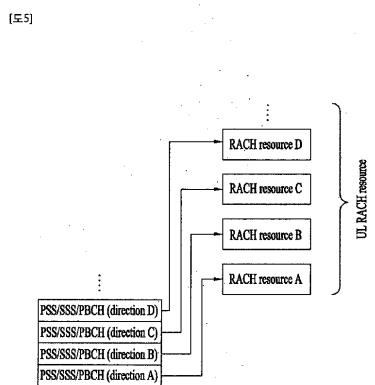 [도5]
RACH resource D
RACH resource C
RACH resource B
RACH resource A
UL RACH resource
PSS/SSS/PBCH (direction D)
PSS/SSS/PBCH (direction C)
PSS/SSS/PBCH (direction B)
PSS/SSS/PBCH (direction A)